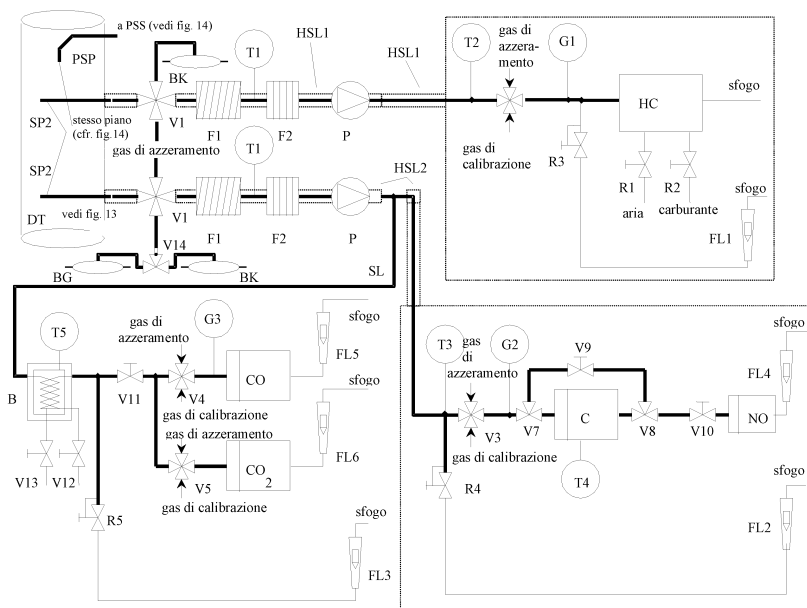 a PSS (vedi fig. 14)
PSP
BK
T1
HSL1
HSL1
T2
gas di
azzera-
mento
G1
HC
sfogo
SP2
stesso piano
(cfr. fig.14)
V1
F1
F2
P
gas di azzeramento
T1
HSL2
gas di
calibrazione
R3
R1
R2
aria
carburante
sfogo
FL1
SP2
DT
vedi fig. 13
V1
F1
F2
P
V14
BG
BK
SL
T5
B
gas di
azzeramento
G3
CO
sfogo
FL5
V11
V4
gas di calibrazione
gas di azzeramento
sfogo
FL6
CO
2
V5
gas di calibrazione
V13
V12
R5
sfogo
FL3
T3
gas
di
azzeramento
G2
V9
sfogo
FL4
V3
V7
C
V8
V10
NO
gas di calibrazione
T4
R4
sfogo
FL2